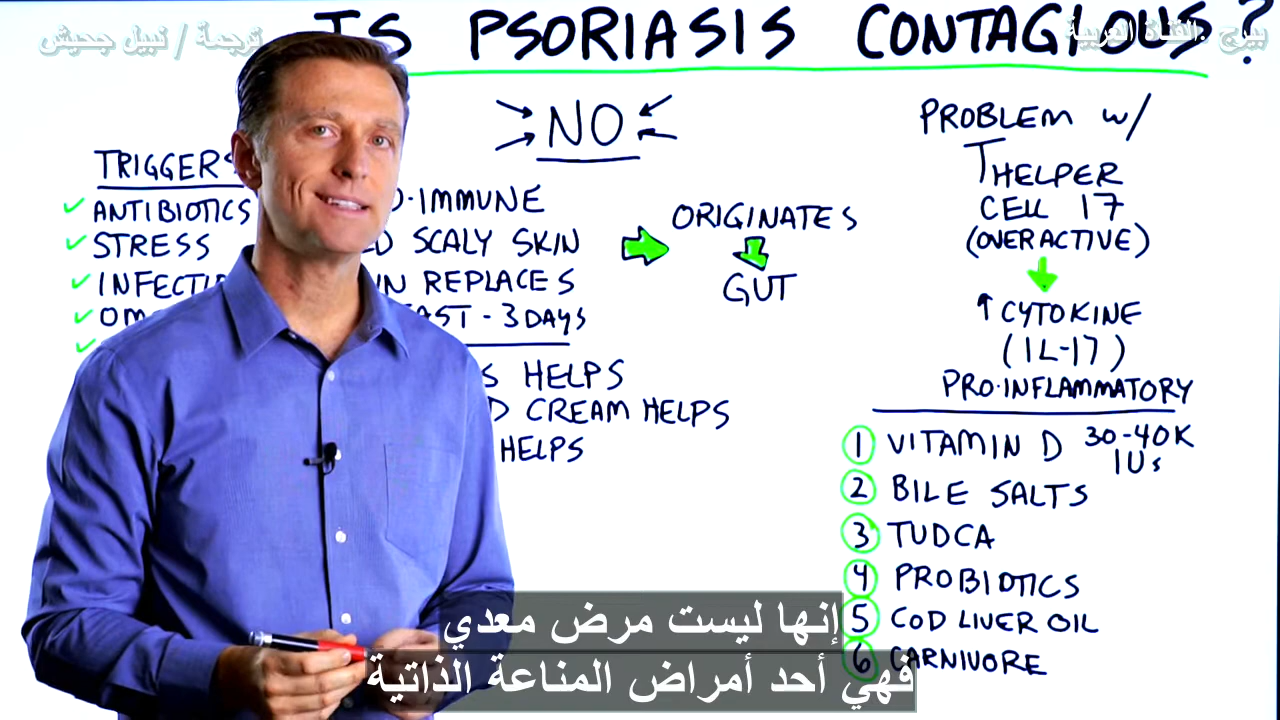 IS PSORIASIS CONTAGIOUS?
ترجمة / نبيل جحيش
بيرج .القناة العربية
NO
TRIGGERS
✓ ANTIBIOTICS
✓ STRESS
✓ INFECTI
✓ OM
✓
O-IMMUNE
D SCALY SKIN
N REPLACES
AST - 3 DAYS
S HELPS
D CREAM HELPS
HELPS
ORIGINATES
GUT
PROBLEM W/
T HELPER
CELL 17
(OVERACTIVE)
↑ CYTOKINE
(IL-17)
PRO-INFLAMMATORY
1 VITAMIN D 30-40K
IUs
2 BILE SALTS
3 TUDCA
4 PROBIOTICS
5 COD LIVER OIL
6 CARNIVORE
إنها ليست مرض معدي
فهي أحد أمراض المناعة الذاتية